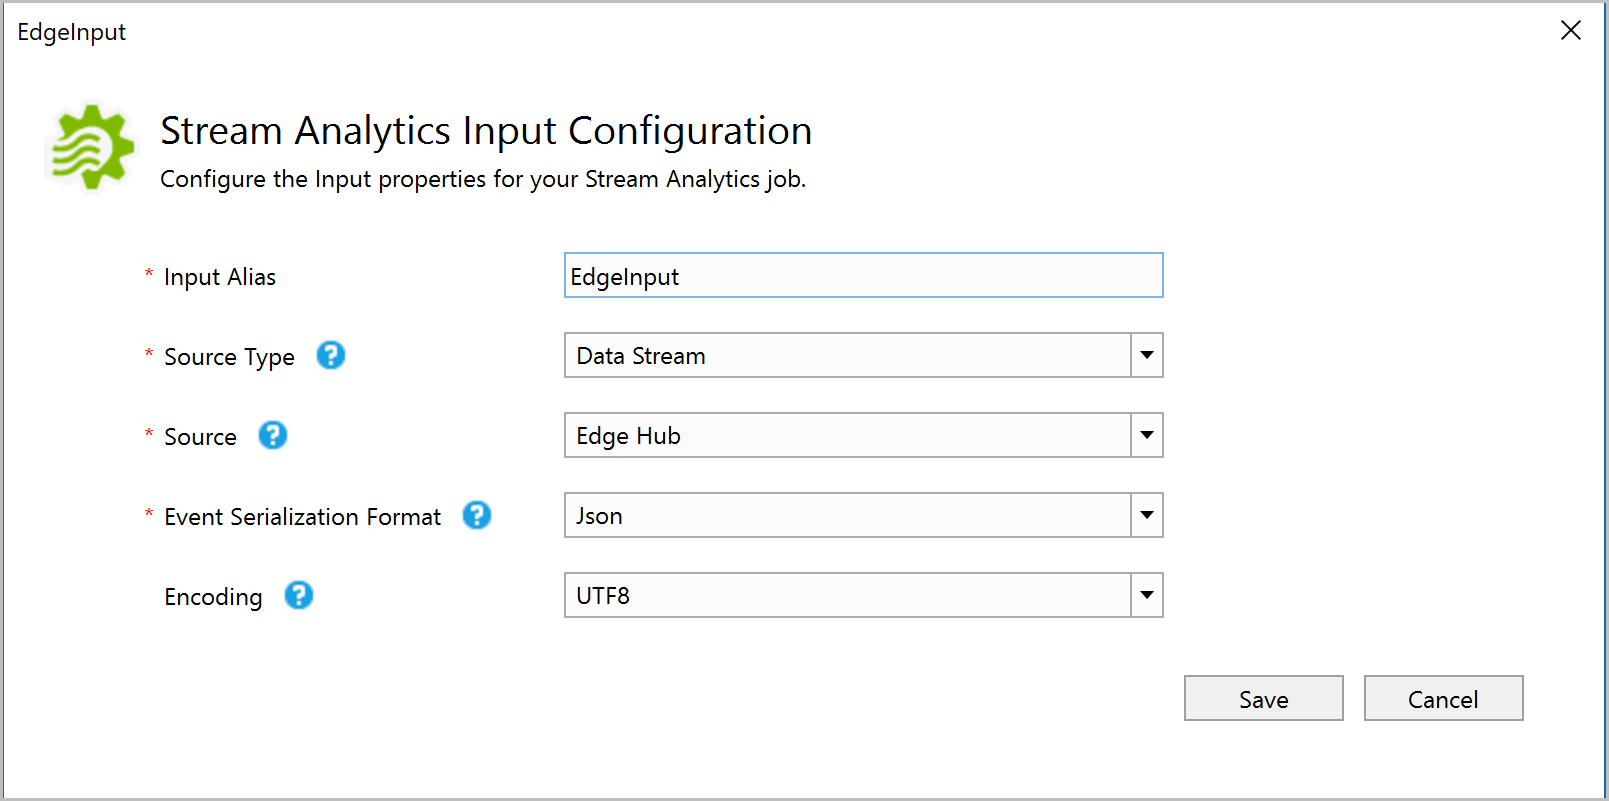 EdgeInput
Stream Analytics Input Configuration
Configure the Input properties for your Stream Analytics job.
* Input Alias EdgeInput
* Source Type ? Data Stream
* Source ? Edge Hub
* Event Serialization Format ? Json
Encoding ? UTF8
Save Cancel